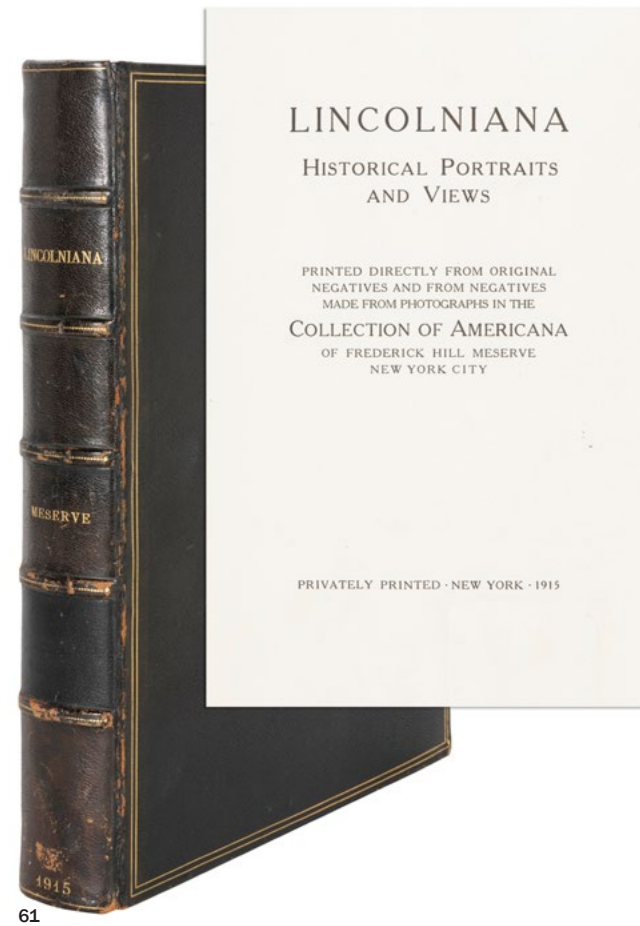 LINCOLNIANA
MESERVE
1915
LINCOLNIANA
HISTORICAL PORTRAITS
AND VIEWS
PRINTED DIRECTLY FROM ORIGINAL
NEGATIVES AND FROM NEGATIVES
MADE FROM PHOTOGRAPHS IN THE
COLLECTION OF AMERICANA
OF FREDERICK HILL MESERVE
NEW YORK CITY
PRIVATELY PRINTED · NEW YORK · 1915
61